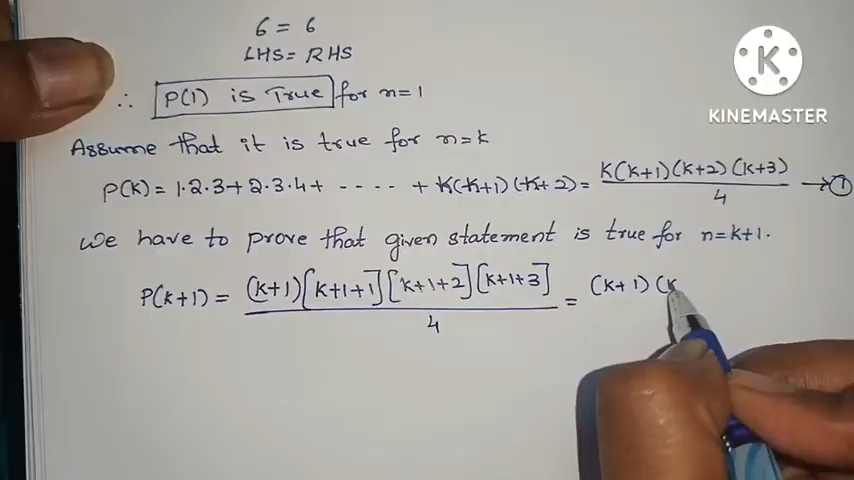 6 = 6
LHS = RHS
∴ P(1) is True for n=1
Assume that it is true for n=k
P(k) = 1·2·3+ 2·3·4+ - - - - + k(k+1)(k+2) = k(k+1)(k+2)(k+3) / 4 → ①
We have to prove that given statement is true for n=k+1.
P(k+1) = (k+1)[k+1+1][k+1+2][k+1+3] / 4 = (k+1)(k
K
KINEMASTER